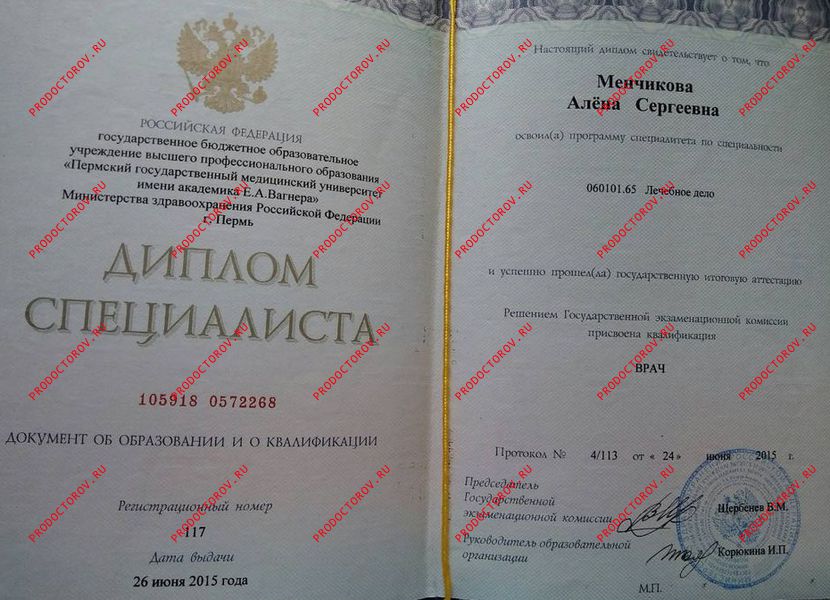 РОССИЙСКАЯ ФЕДЕРАЦИЯ
государственное бюджетное образовательное
учреждение высшего профессионального образования
«Пермский государственный медицинский университет
имени академика Е.А.Вагнера»
Министерства здравоохранения Российской Федерации
г. Пермь
ДИПЛОМ
СПЕЦИАЛИСТА
105918 0572268
ДОКУМЕНТ ОБ ОБРАЗОВАНИИ И О КВАЛИФИКАЦИИ
Регистрационный номер
117
Дата выдачи
26 июня 2015 года
Настоящий диплом свидетельствует о том, что
Менчикова
Алёна Сергеевна
освоил(а) программу специалитета по специальности
060101.65 Лечебное дело
и успешно прошел(ла) государственную итоговую аттестацию
Решением Государственной экзаменационной комиссии
присвоена квалификация
ВРАЧ
Протокол № 4/113 от « 24 » июня 2015 г.
Председатель
Государственной
экзаменационной комиссии Щербенев В.М.
Руководитель образовательной
организации Корюкина И.П.
М.П.
PRODOCTOROV.RU